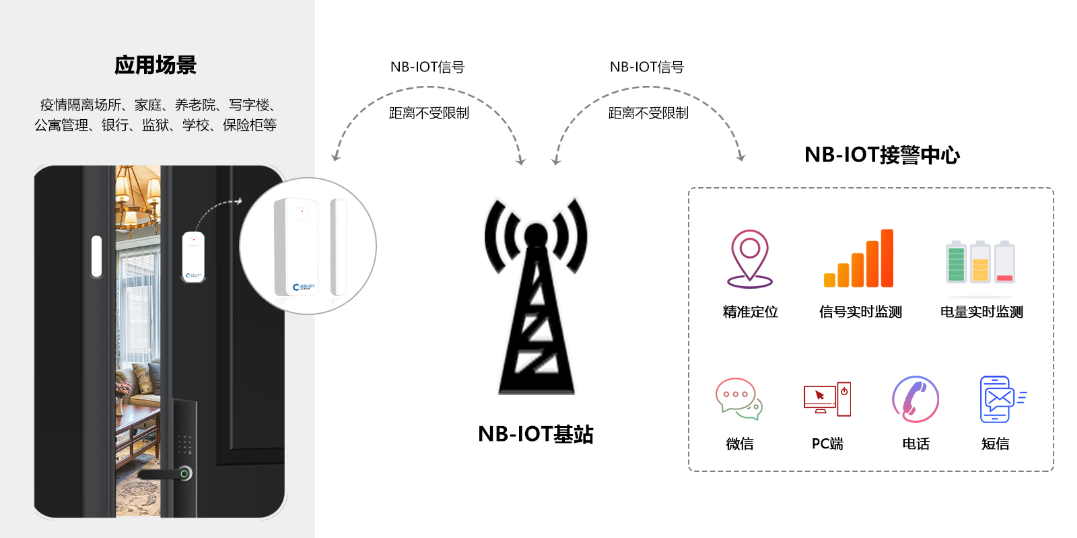 应用场景
疫情隔离场所、家庭、养老院、写字楼、
公寓管理、银行、监狱、学校、保险柜等
NB-IOT信号
距离不受限制
NB-IOT信号
距离不受限制
NB-IOT基站
NB-IOT接警中心
精准定位
信号实时监测
电量实时监测
微信
PC端
电话
短信